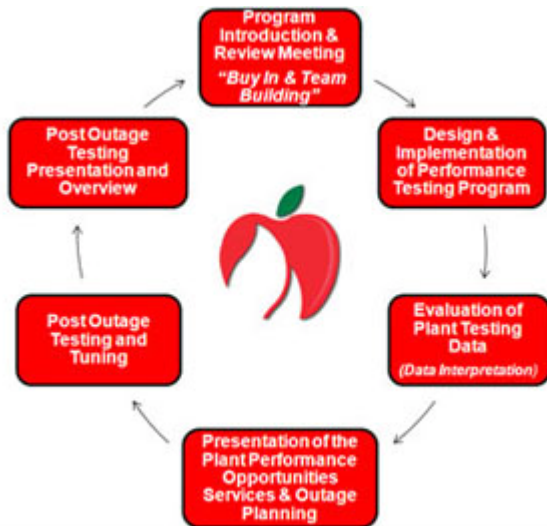 Program
Introduction &
Review Meeting
"Buy In & Team
Building"
Design &
Implementation
of Performance
Testing Program
Evaluation of
Plant Testing
Data
(Data Interpretation)
Presentation of the
Plant Performance
Opportunities
Services & Outage
Planning
Post Outage
Testing and
Tuning
Post Outage
Testing
Presentation and
Overview